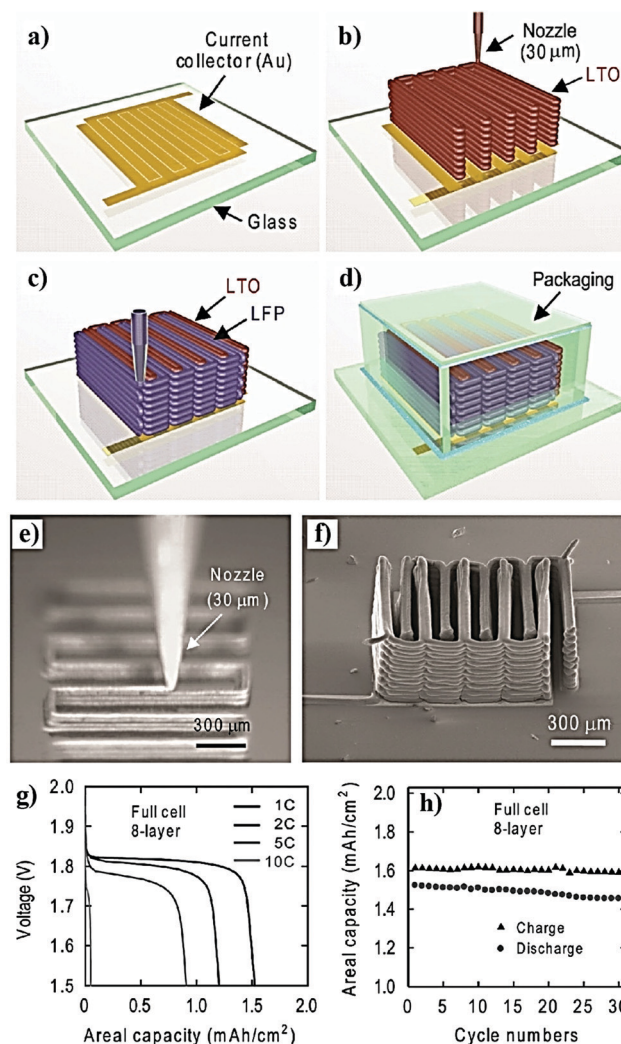 a)
Current
collector (Au)
Glass
b)
Nozzle
(30 μm)
LTO
c)
LTO
LFP
d)
Packaging
e)
Nozzle
(30 μm)
300 μm
f)
300 μm
g)
Full cell
8-layer
1C
2C
5C
10C
Voltage (V)
2.0
1.9
1.8
1.7
1.6
1.5
0
0.5
1.0
1.5
2.0
Areal capacity (mAh/cm²)
h)
Full cell
8-layer
Charge
Discharge
Areal capacity (mAh/cm²)
2.0
1.8
1.6
1.4
1.2
1.0
0
5
10
15
20
25
30
Cycle numbers